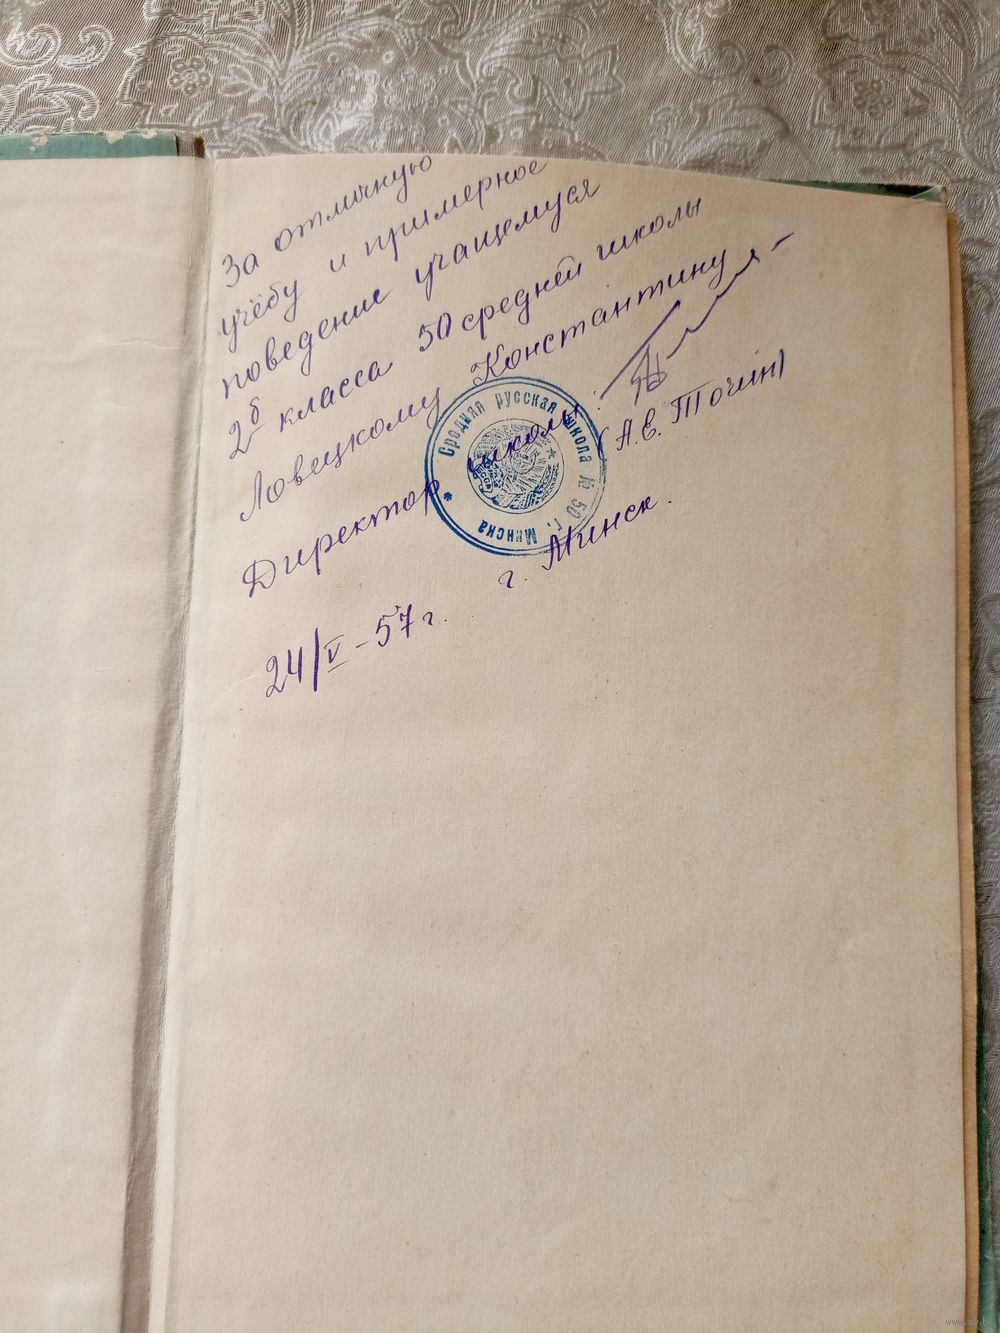 За отличную
учёбу и примерное
поведение учащемуся
2б класса 50 средней школы
Ловецкому Константину
Директор школы: (А.Е. Точин)
Средняя русская школа № 50 г. Минска
г. Минск.
24/V – 57 г.